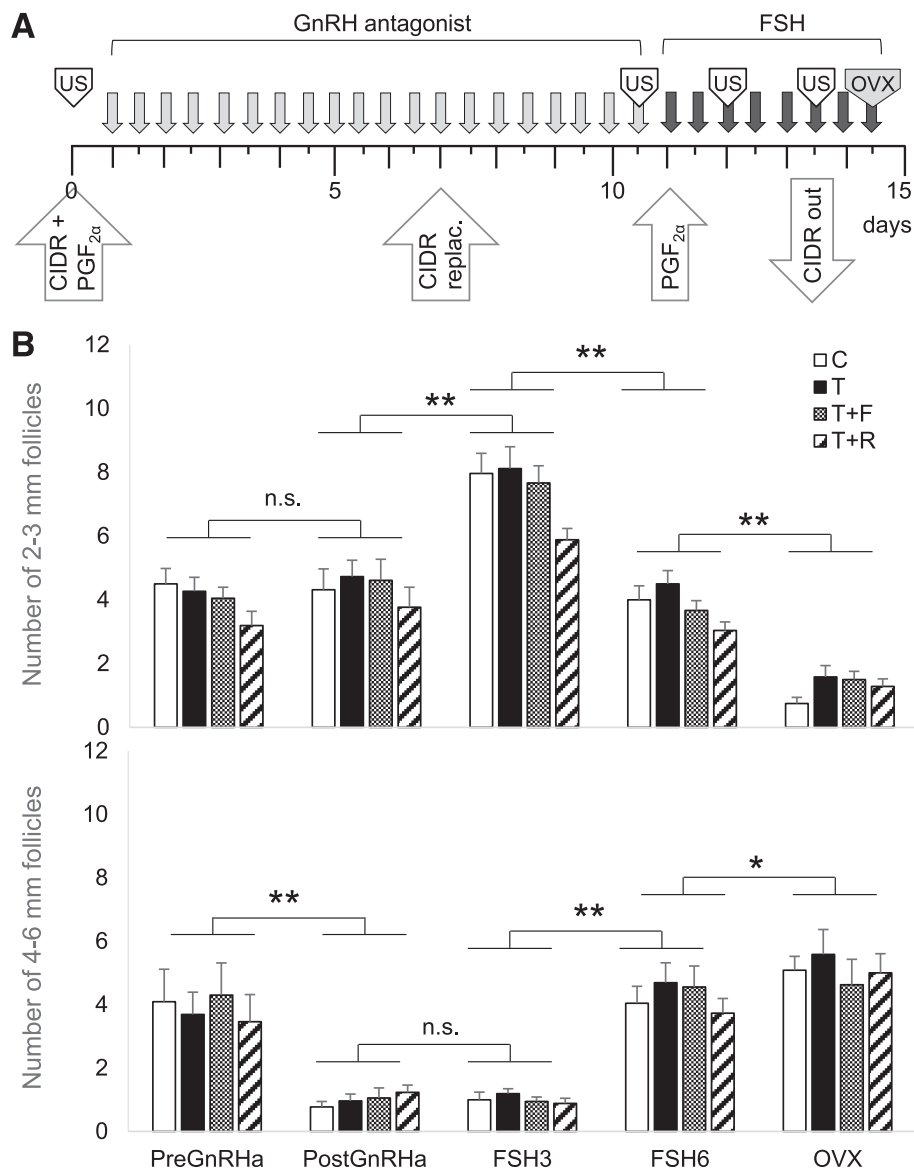 A
GnRH antagonist
FSH
US
US
US
US
OVX
0
5
10
15
days
CIDR +
PGF2α
CIDR
replac.
PGF2α
CIDR out
B
Number of 2-3 mm follicles
12
10
8
6
4
2
0
n.s.
**
**
**
C
T
T+F
T+R
Number of 4-6 mm follicles
12
10
8
6
4
2
0
**
n.s.
**
*
PreGnRHa
PostGnRHa
FSH3
FSH6
OVX